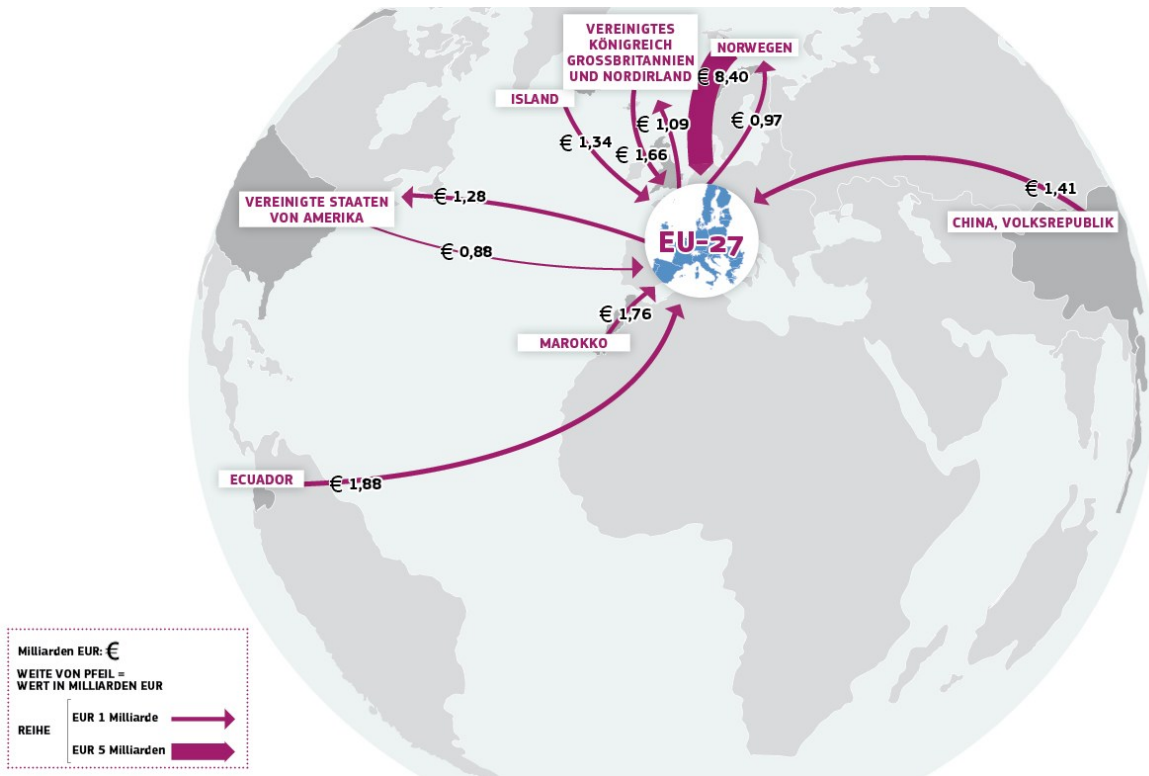 VEREINIGTES
KÖNIGREICH
GROSSBRITANNIEN
UND NORDIRLAND
NORWEGEN
€ 8,40
ISLAND
€ 1,09
€ 0,97
€ 1,34
€ 1,66
€ 1,41
VEREINIGTE STAATEN
VON AMERIKA
€ 1,28
CHINA, VOLKSREPUBLIK
EU-27
€ 0,88
€ 1,76
MAROKKO
ECUADOR
€ 1,88
Milliarden EUR: €
WEITE VON PFEIL =
WERT IN MILLIARDEN EUR
REIHE
EUR 1 Milliarde
EUR 5 Milliarden